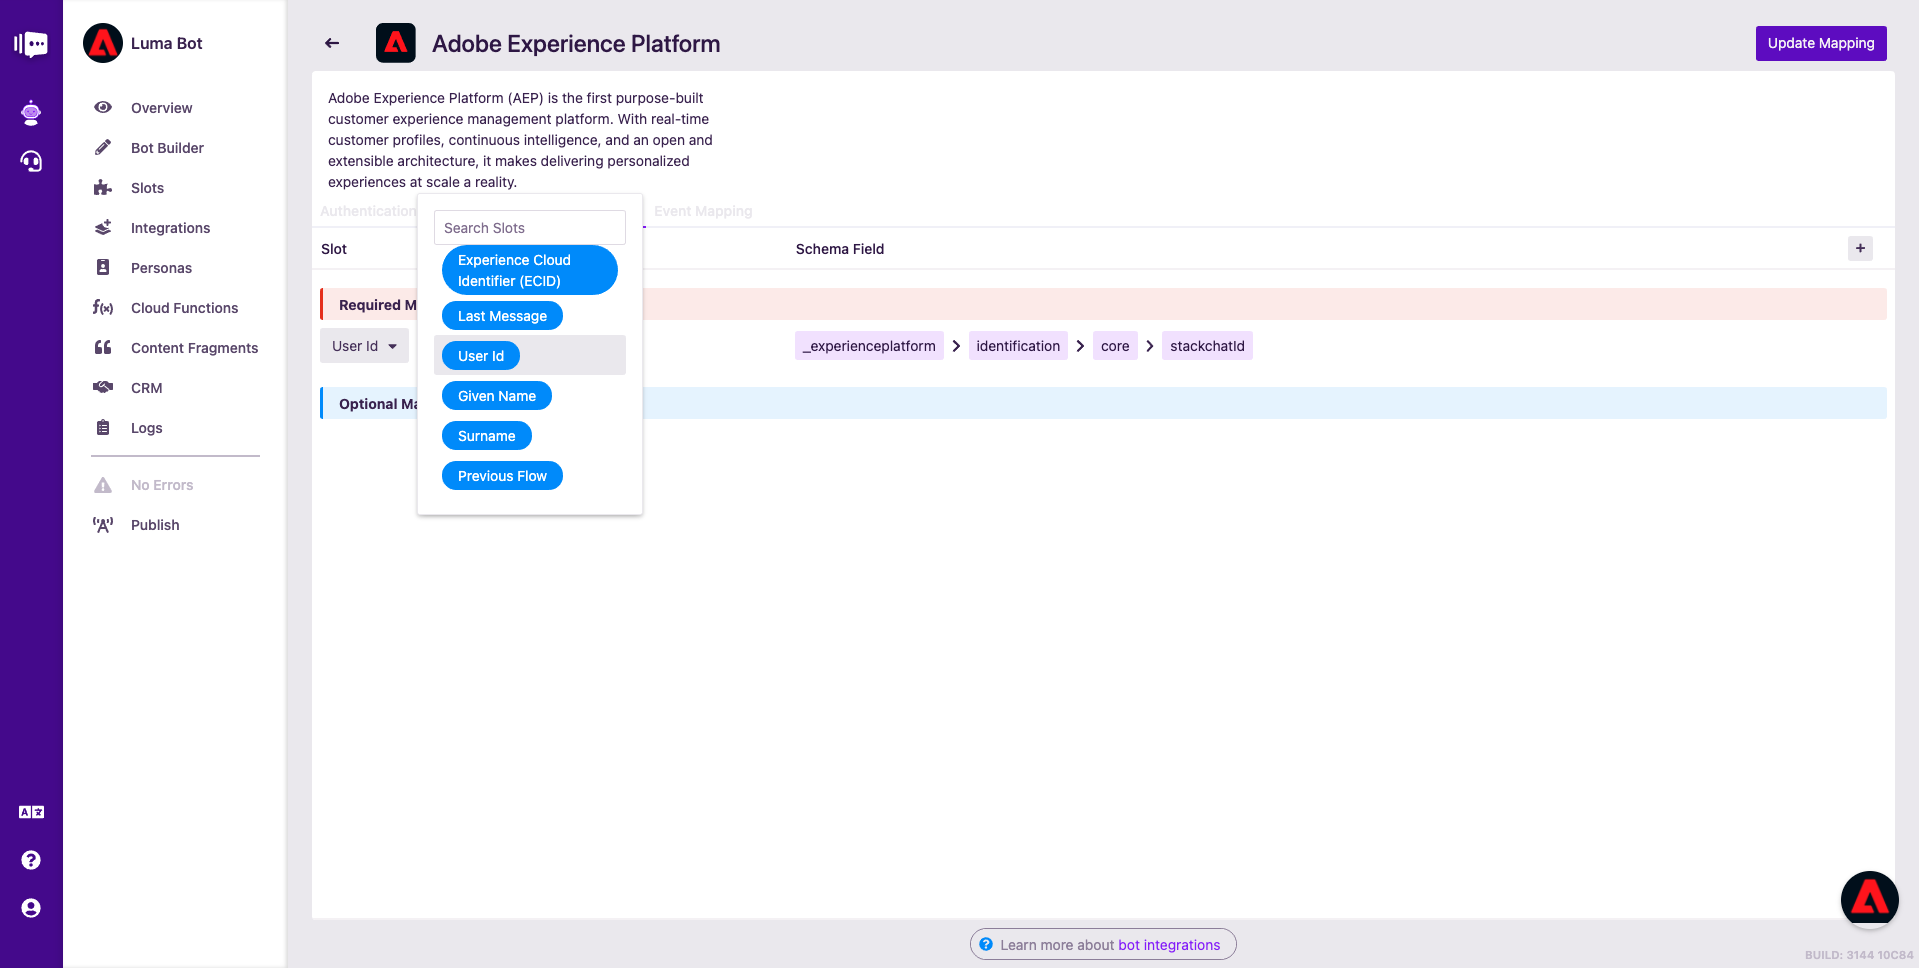 Luma Bot
Overview
Bot Builder
Slots
Integrations
Personas
Cloud Functions
Content Fragments
CRM
Logs
No Errors
Publish
Adobe Experience Platform
Update Mapping
Adobe Experience Platform (AEP) is the first purpose-built
customer experience management platform. With real-time
customer profiles, continuous intelligence, and an open and
extensible architecture, it makes delivering personalized
experiences at scale a reality.
Authentication
Event Mapping
Slot
Schema Field
+
Required M
User Id
_experienceplatform > identification > core > stackchatId
Optional Ma
Search Slots
Experience Cloud
Identifier (ECID)
Last Message
User Id
Given Name
Surname
Previous Flow
Learn more about bot integrations
BUILD: 3144 10C84